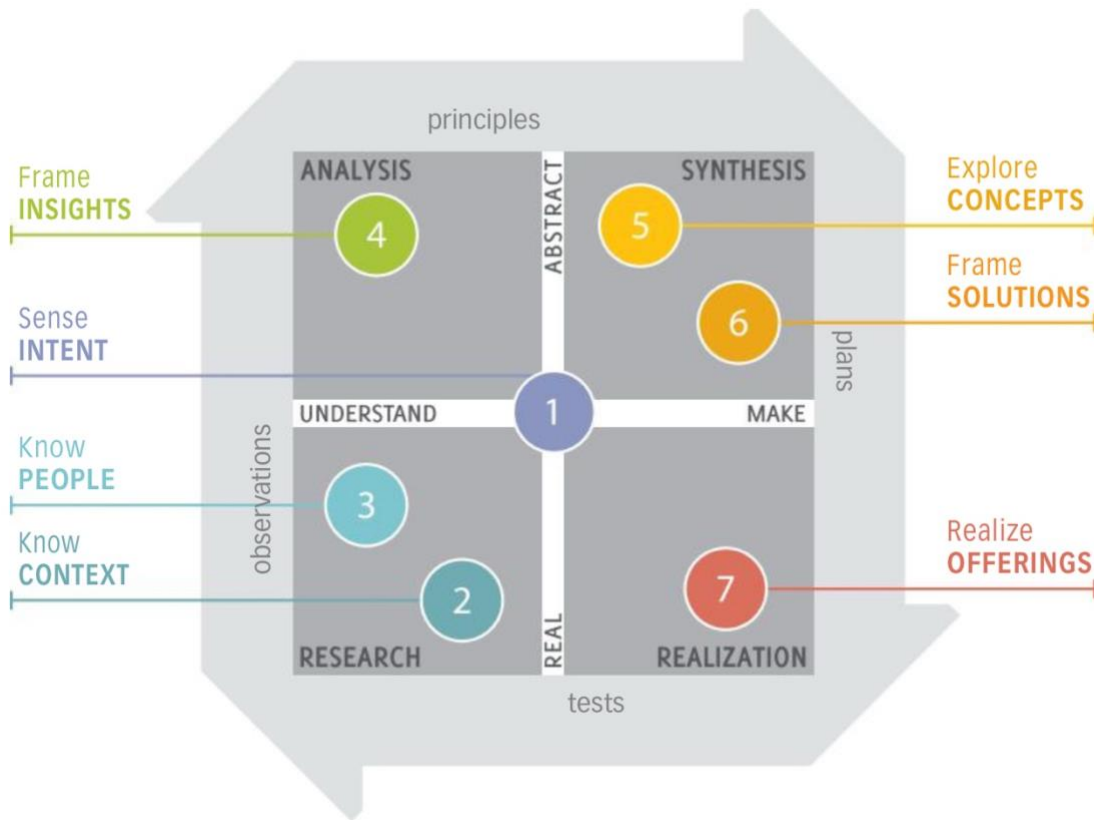 principles
ANALYSIS
ABSTRACT
SYNTHESIS
Frame
INSIGHTS
4
5
Explore
CONCEPTS
Frame
SOLUTIONS
6
Sense
INTENT
plans
1
UNDERSTAND
MAKE
Know
PEOPLE
observations
3
Know
CONTEXT
2
Realize
OFFERINGS
7
RESEARCH
REAL
REALIZATION
tests